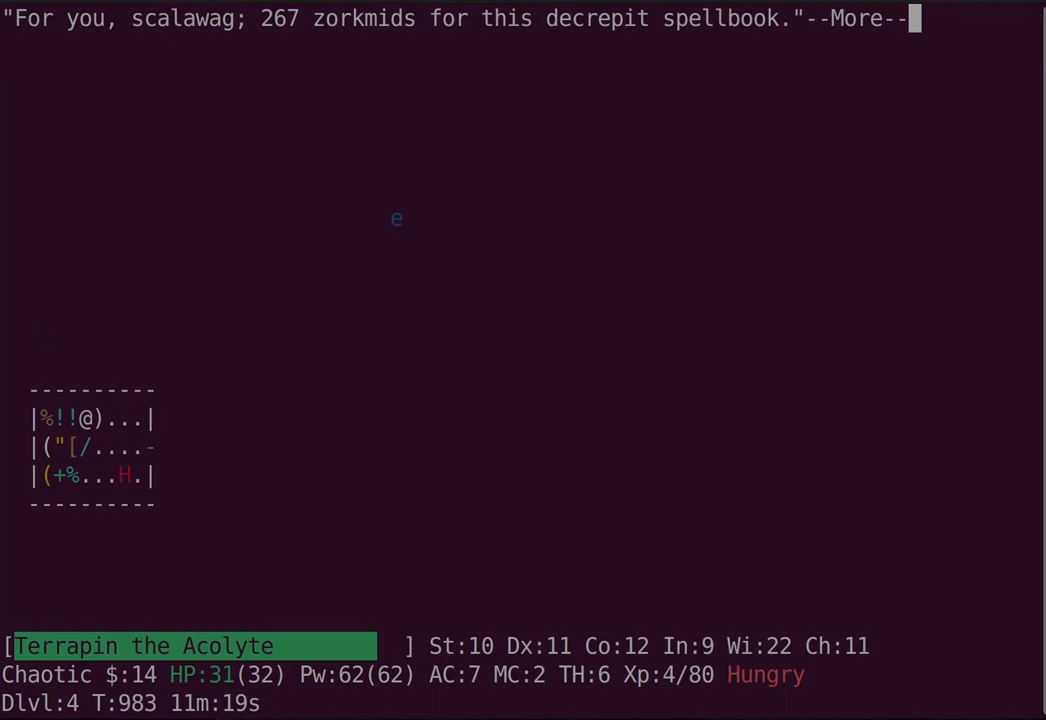 "For you, scalawag; 267 zorkmids for this decrepit spellbook."--More--
e
----------
|%!!@)...|
|("[/....-
|(+%...H.|
----------
[Terrapin the Acolyte          ] St:10 Dx:11 Co:12 In:9 Wi:22 Ch:11
Chaotic $:14 HP:31(32) Pw:62(62) AC:7 MC:2 TH:6 Xp:4/80 Hungry
Dlvl:4 T:983 11m:19s